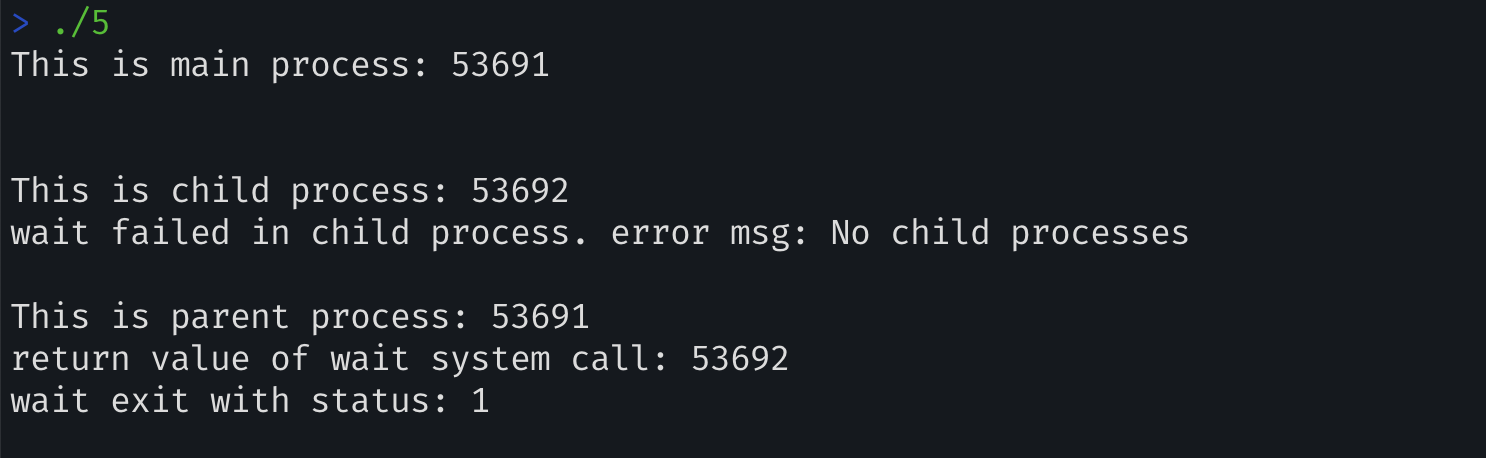 > ./5
This is main process: 53691
This is child process: 53692
wait failed in child process. error msg: No child processes
This is parent process: 53691
return value of wait system call: 53692
wait exit with status: 1